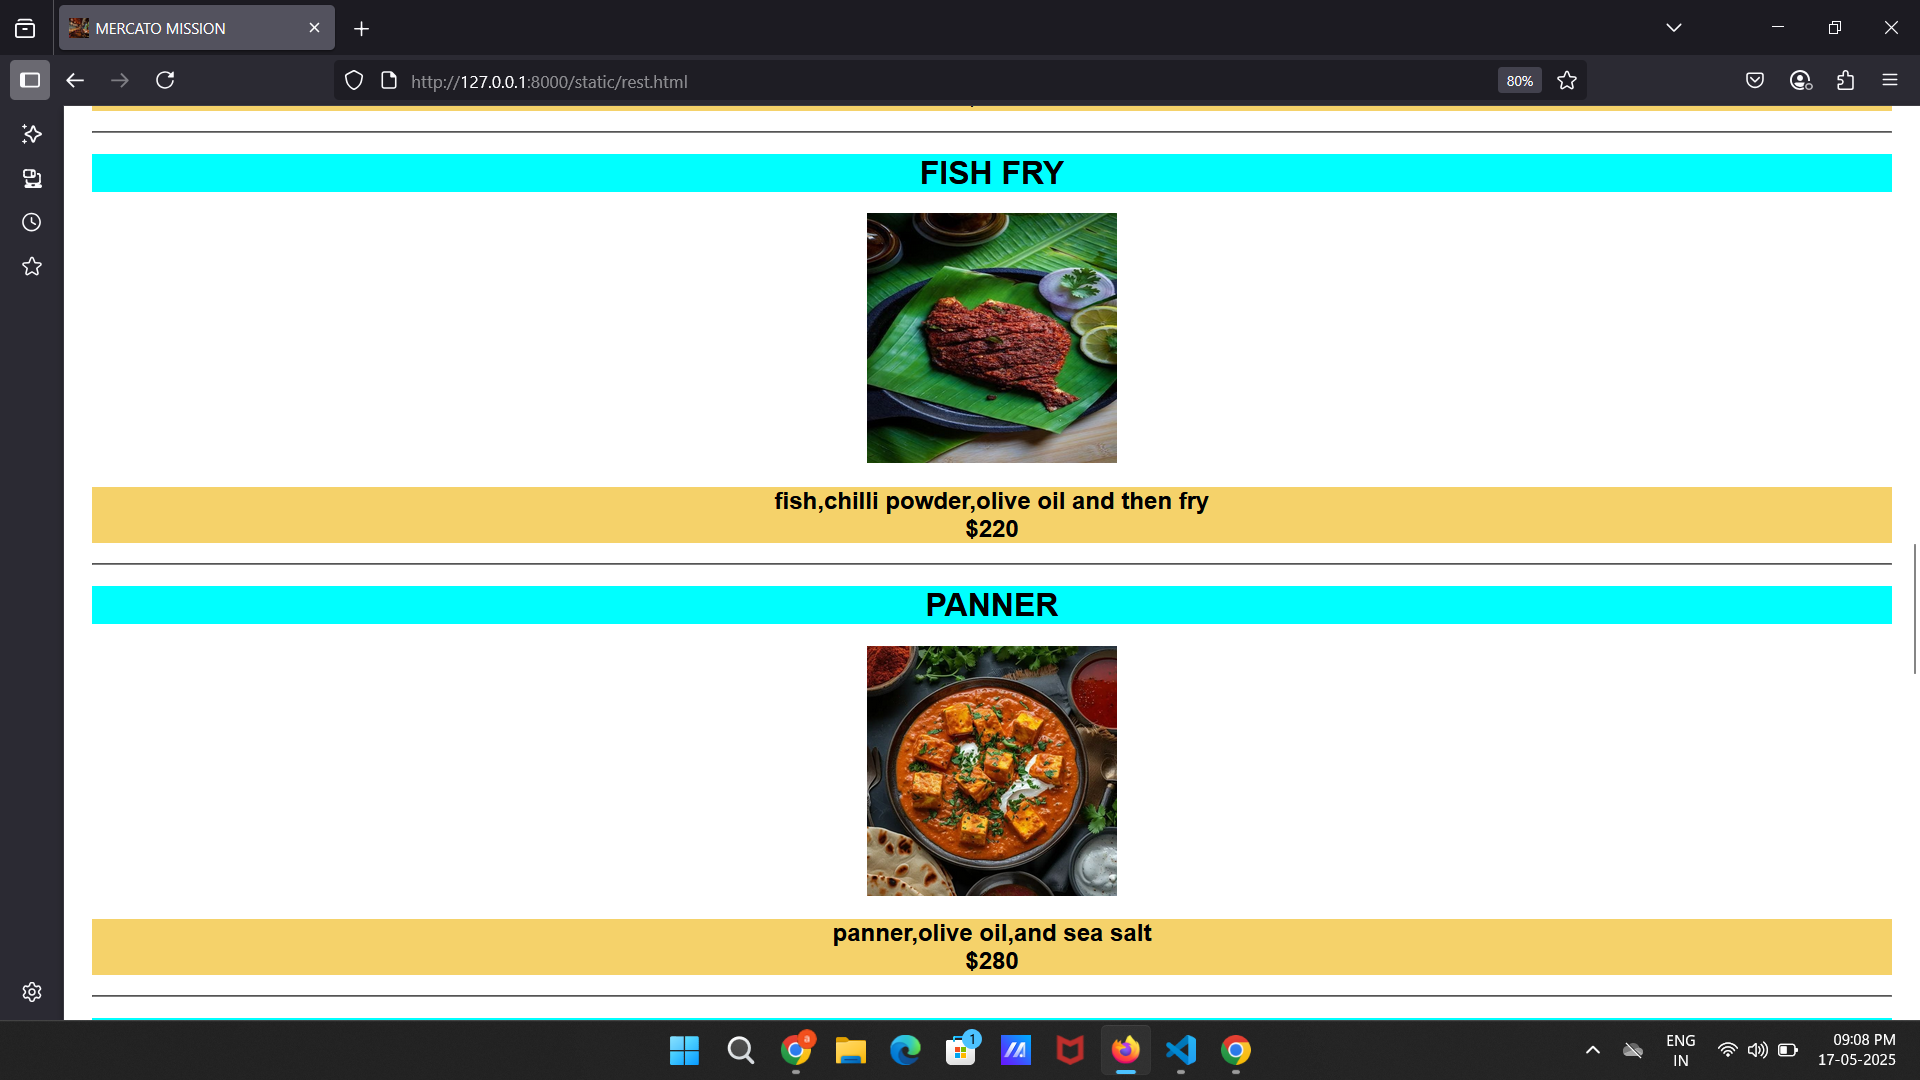 MERCATO MISSION
http://127.0.0.1:8000/static/rest.html
80%
FISH FRY
fish,chilli powder,olive oil and then fry
$220
PANNER
panner,olive oil,and sea salt
$280
a
1
ENG
IN
09:08 PM
17-05-2025